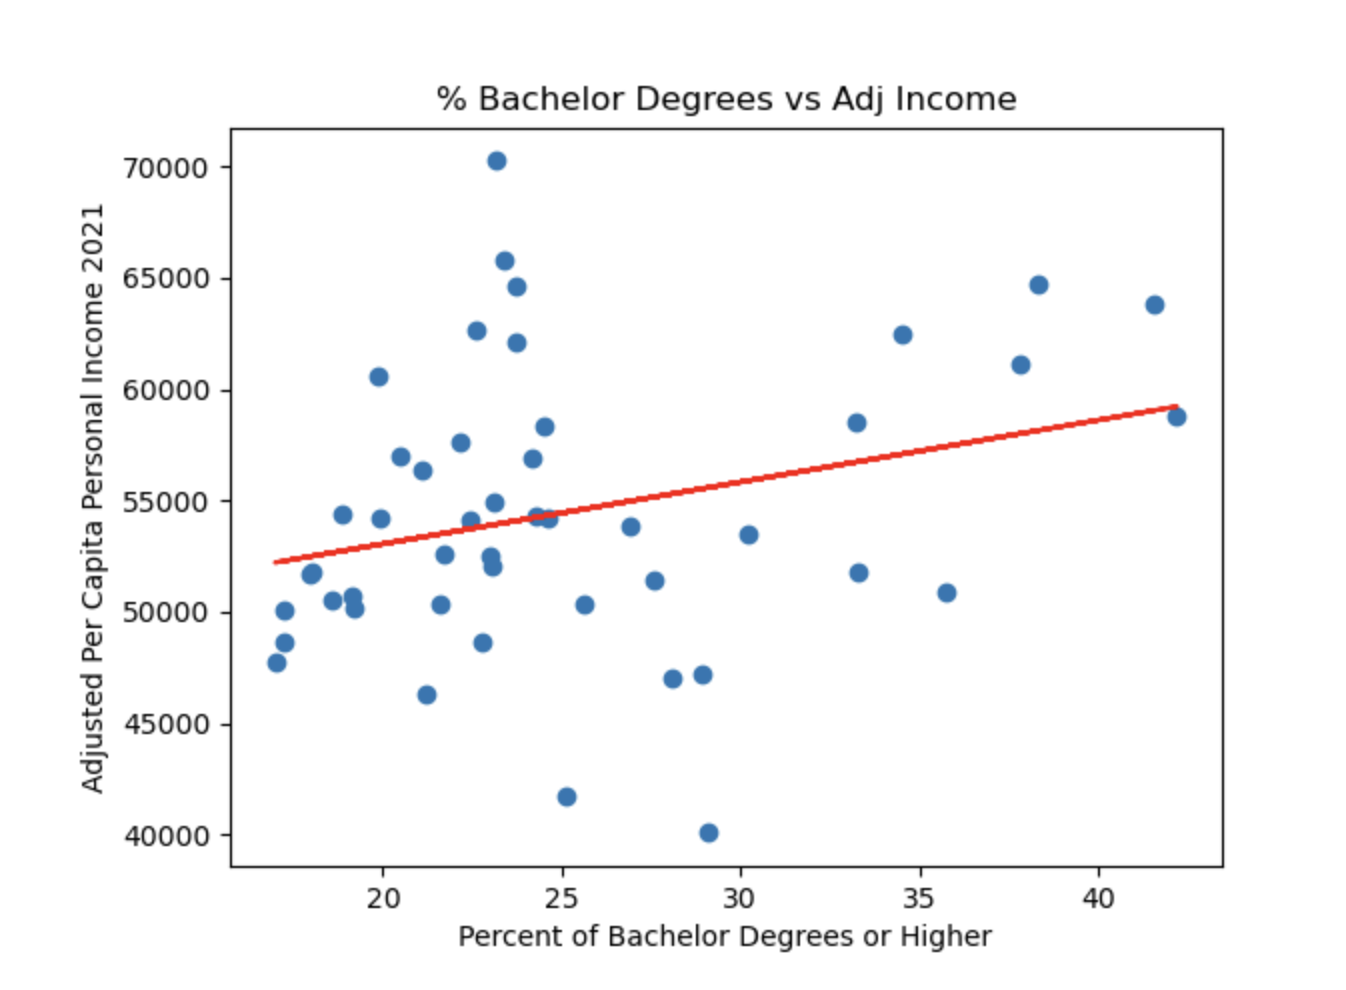 % Bachelor Degrees vs Adj Income
70000
65000
60000
55000
50000
45000
40000
Adjusted Per Capita Personal Income 2021
20 25 30 35 40
Percent of Bachelor Degrees or Higher